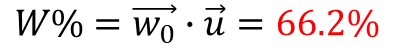 W% = \overrightarrow{w_0} · \vec{u} = 66.2%